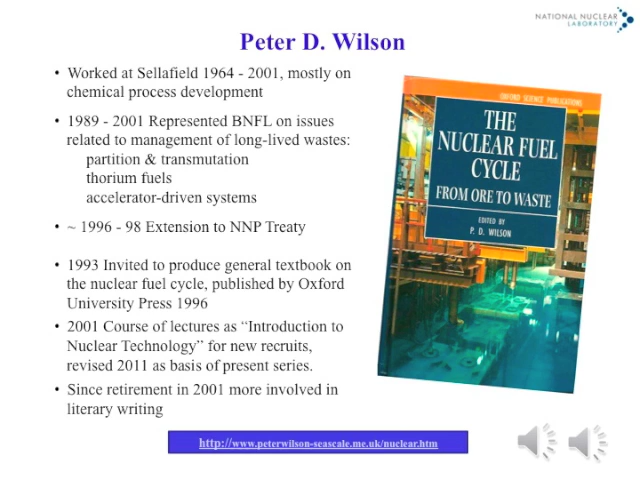 NATIONAL NUCLEAR
LABORATORY
Peter D. Wilson
• Worked at Sellafield 1964 - 2001, mostly on
chemical process development
• 1989 - 2001 Represented BNFL on issues
related to management of long-lived wastes:
partition & transmutation
thorium fuels
accelerator-driven systems
• ~ 1996 - 98 Extension to NNP Treaty
• 1993 Invited to produce general textbook on
the nuclear fuel cycle, published by Oxford
University Press 1996
• 2001 Course of lectures as “Introduction to
Nuclear Technology” for new recruits,
revised 2011 as basis of present series.
• Since retirement in 2001 more involved in
literary writing
OXFORD SCIENCE PUBLICATIONS
THE
NUCLEAR FUEL
CYCLE
FROM ORE TO WASTE
EDITED BY
P. D. WILSON
http://www.peterwilson-seascale.me.uk/nuclear.htm